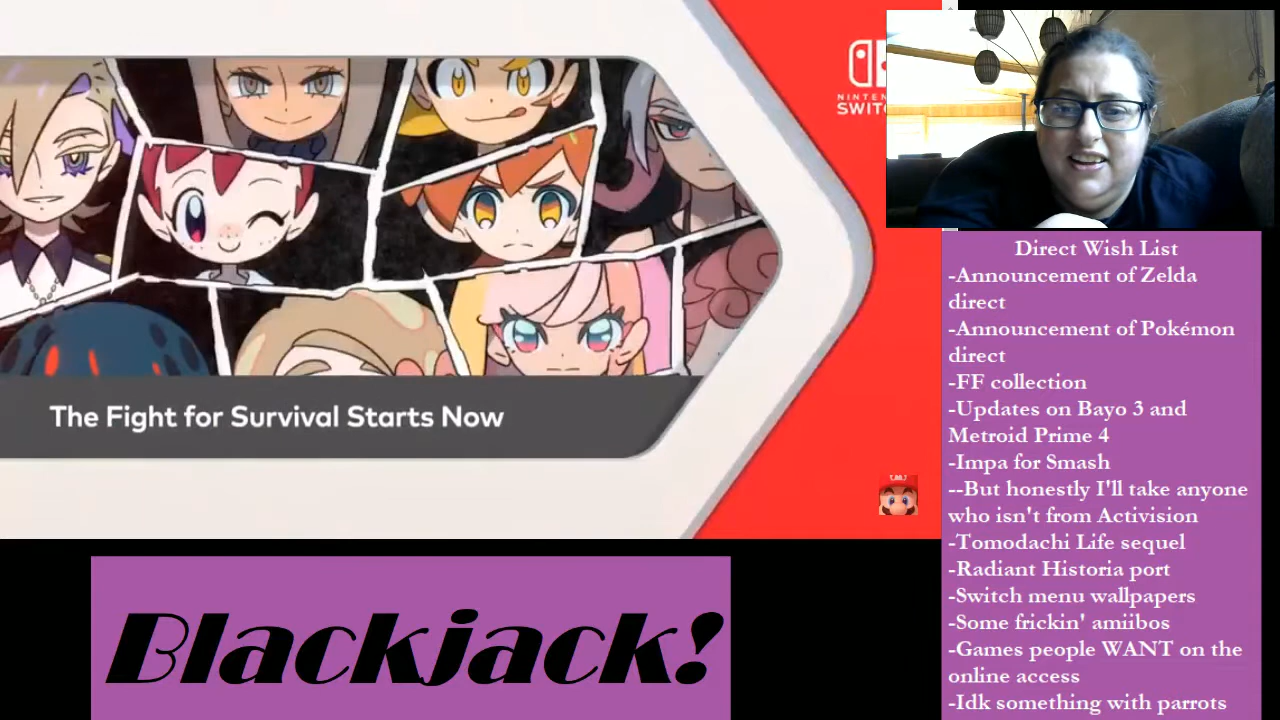 NINTEN
SWITC
The Fight for Survival Starts Now
Blackjack!
Direct Wish List
-Announcement of Zelda
direct
-Announcement of Pokémon
direct
-FF collection
-Updates on Bayo 3 and
Metroid Prime 4
-Impa for Smash
--But honestly I'll take anyone
who isn't from Activision
-Tomodachi Life sequel
-Radiant Historia port
-Switch menu wallpapers
-Some frickin' amiibos
-Games people WANT on the
online access
-Idk something with parrots